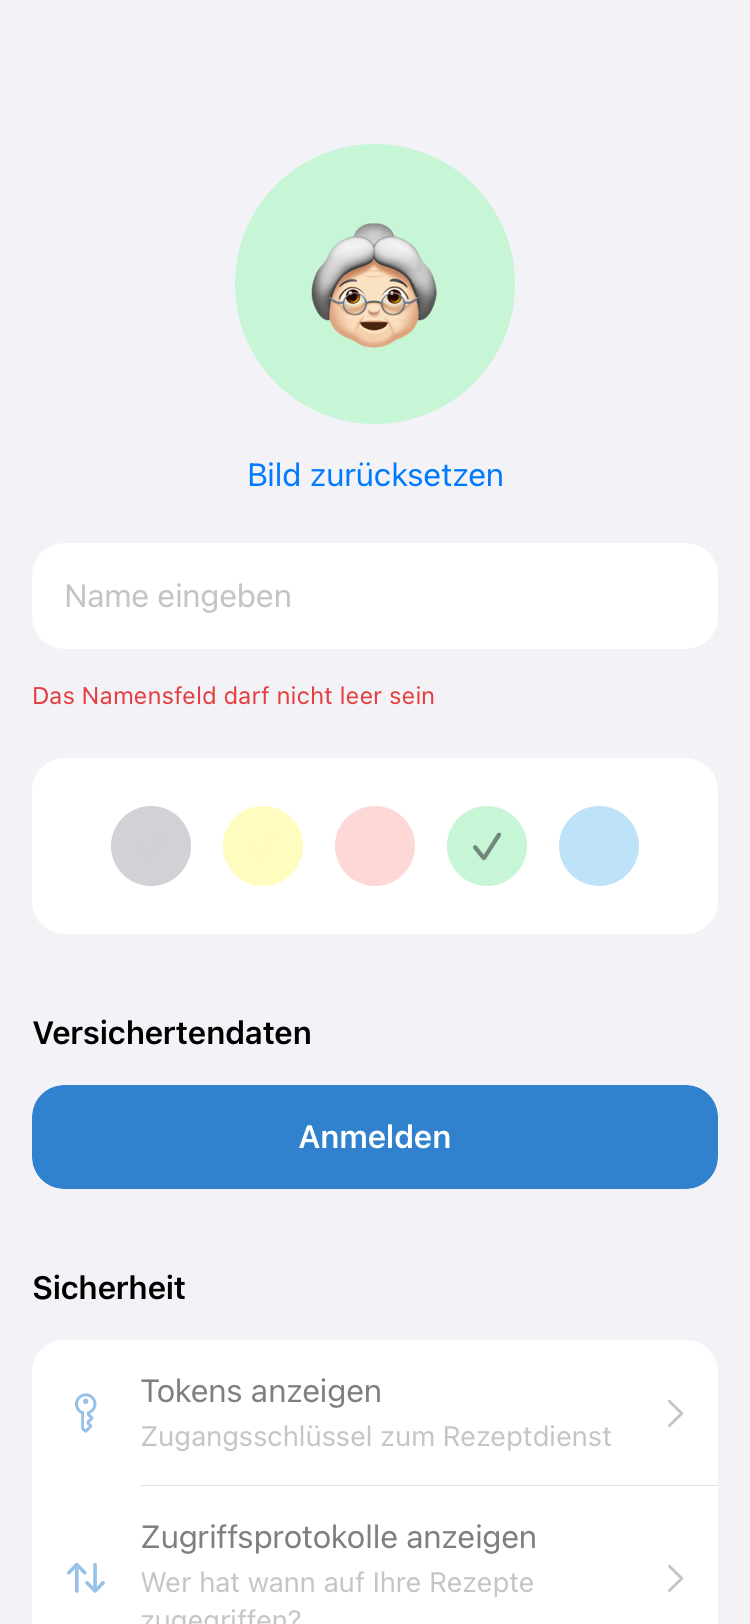 Bild zurücksetzen
Name eingeben
Das Namensfeld darf nicht leer sein
Versichertendaten
Anmelden
Sicherheit
Tokens anzeigen
Zugangsschlüssel zum Rezeptdienst
Zugriffsprotokolle anzeigen
Wer hat wann auf Ihre Rezepte
zugegriffen?